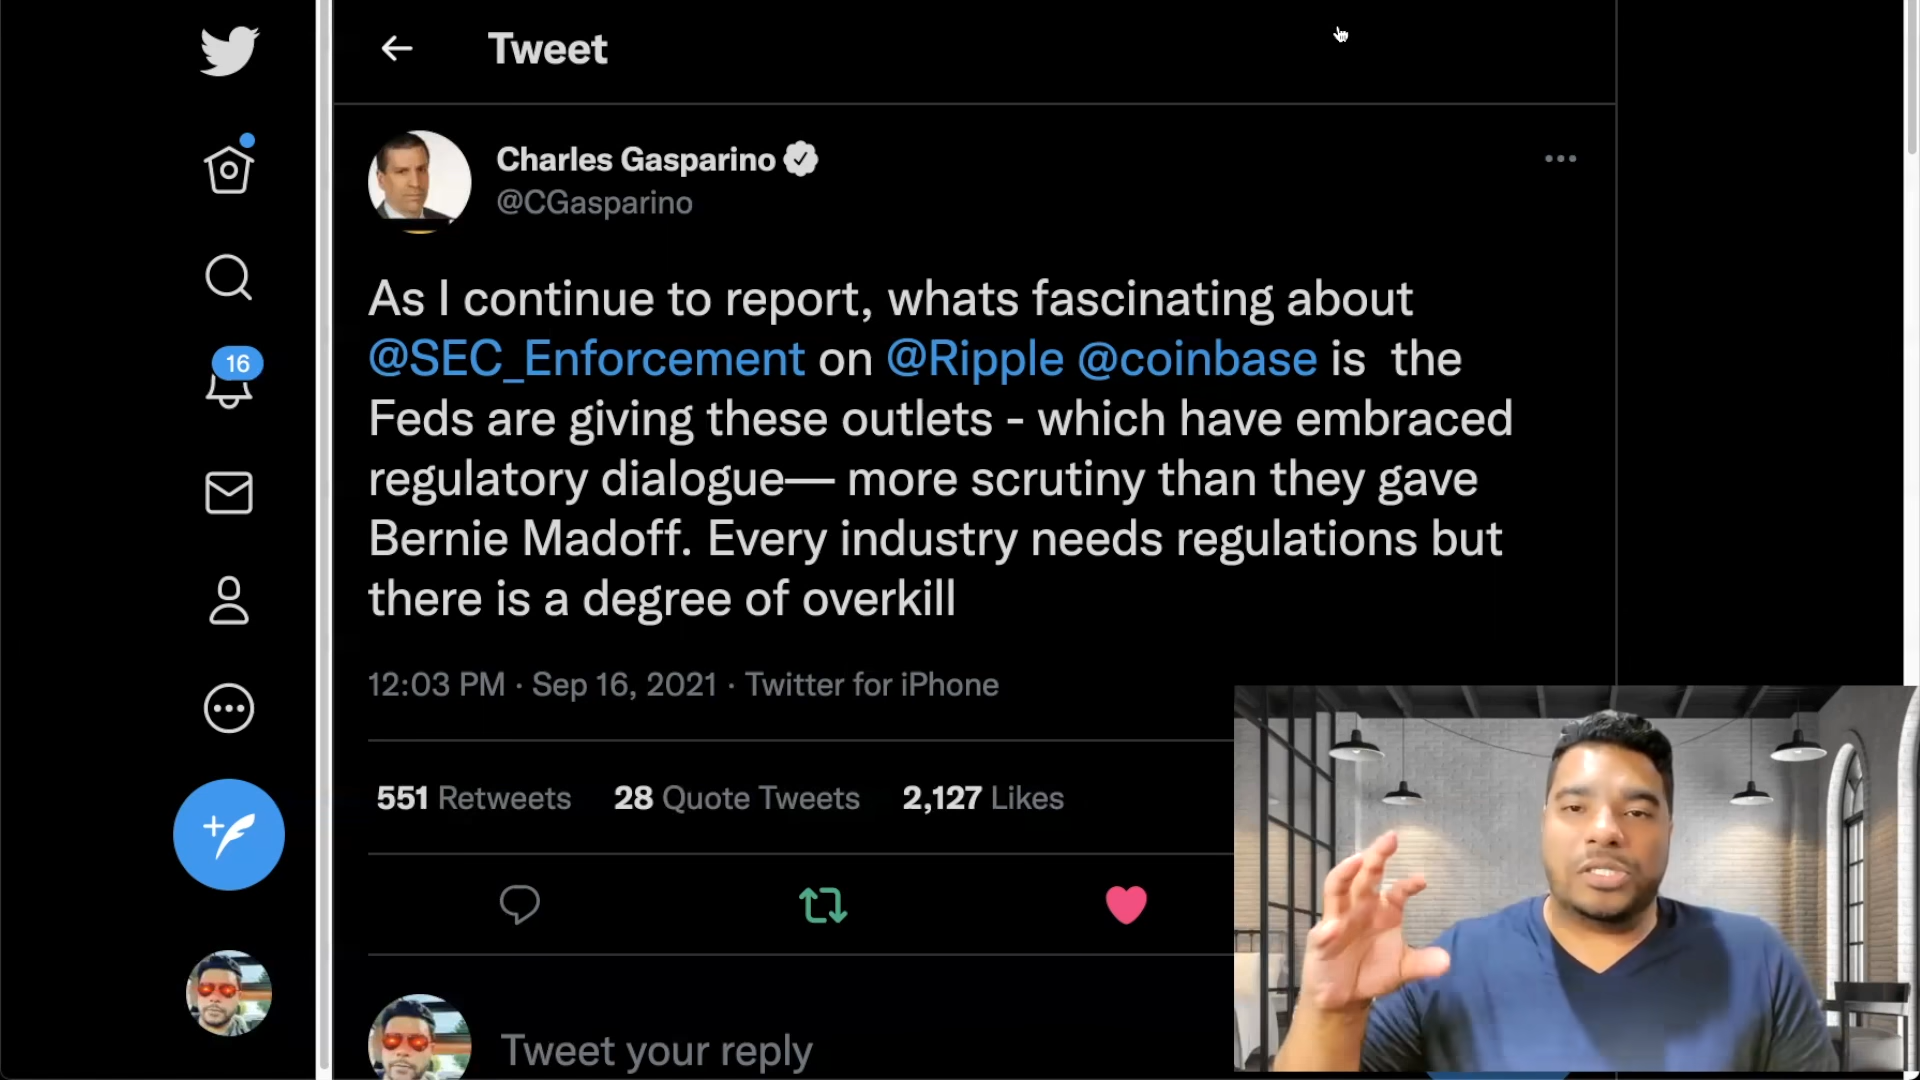 Tweet
Charles Gasparino
@CGasparino
As I continue to report, whats fascinating about
@SEC_Enforcement on @Ripple @coinbase is  the
Feds are giving these outlets - which have embraced
regulatory dialogue— more scrutiny than they gave
Bernie Madoff. Every industry needs regulations but
there is a degree of overkill
16
12:03 PM · Sep 16, 2021 · Twitter for iPhone
551 Retweets 28 Quote Tweets 2,127 Likes
Tweet your reply